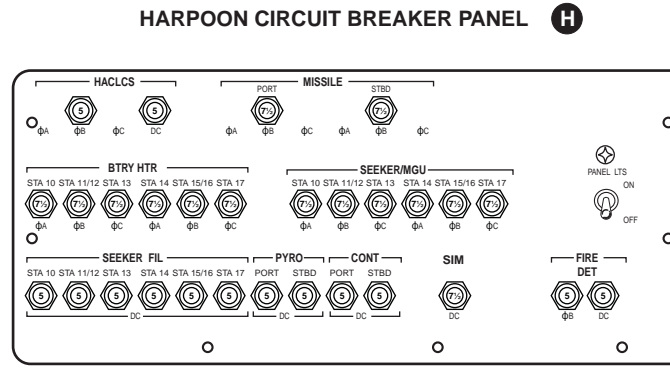 HARPOON CIRCUIT BREAKER PANEL H
HACLCS MISSILE
PORT STBD
5 5 7½ 7½
ϕA ϕB ϕC DC ϕA ϕB ϕC ϕA ϕB ϕC
PANEL LTS
ON
OFF
BTRY HTR SEEKER/MGU
STA 10 STA 11/12 STA 13 STA 14 STA 15/16 STA 17 STA 10 STA 11/12 STA 13 STA 14 STA 15/16 STA 17
7½ 7½ 7½ 7½ 7½ 7½ 7½ 7½ 7½ 7½ 7½ 7½
ϕA ϕB ϕC ϕA ϕB ϕC ϕA ϕB ϕC ϕA ϕB ϕC
SEEKER FIL PYRO CONT SIM FIRE
DET
STA 10 STA 11/12 STA 13 STA 14 STA 15/16 STA 17 PORT STBD PORT STBD
5 5 5 5 5 5 5 5 5 5 7½ 5 5
DC DC DC DC ϕB DC